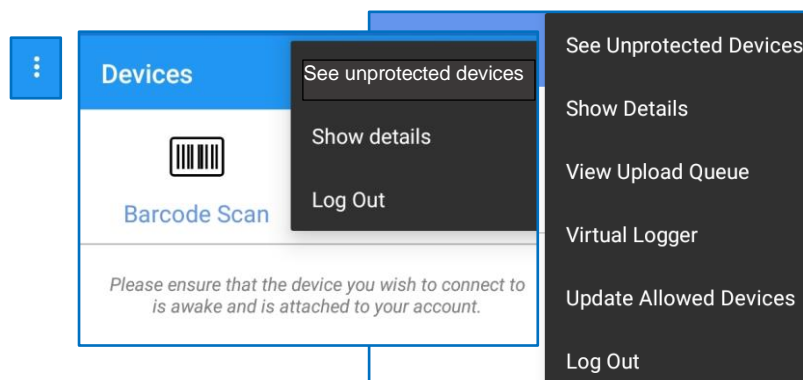 Devices
See unprotected devices
Show details
Log Out
Barcode Scan
Please ensure that the device you wish to connect to
is awake and is attached to your account.
See Unprotected Devices
Show Details
View Upload Queue
Virtual Logger
Update Allowed Devices
Log Out